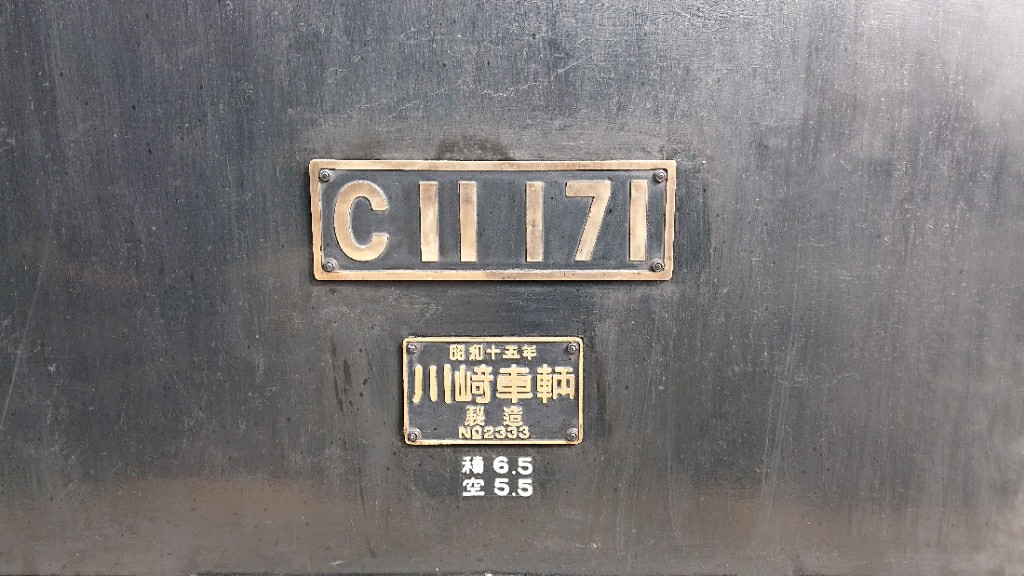 C11 171
昭和十五年
川崎車輌
製造
No2333
積 6.5
空 5.5